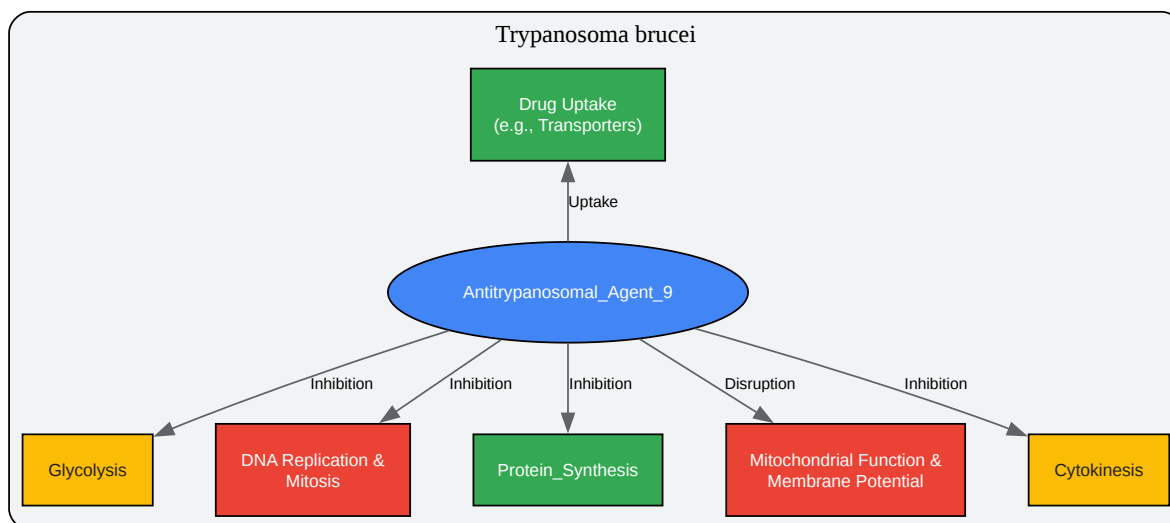 Trypanosoma brucei
Drug Uptake
(e.g., Transporters)
Uptake
Antitrypanosomal_Agent_9
Inhibition
Inhibition
Inhibition
Disruption
Inhibition
Glycolysis
DNA Replication &
Mitosis
Protein_Synthesis
Mitochondrial Function &
Membrane Potential
Cytokinesis